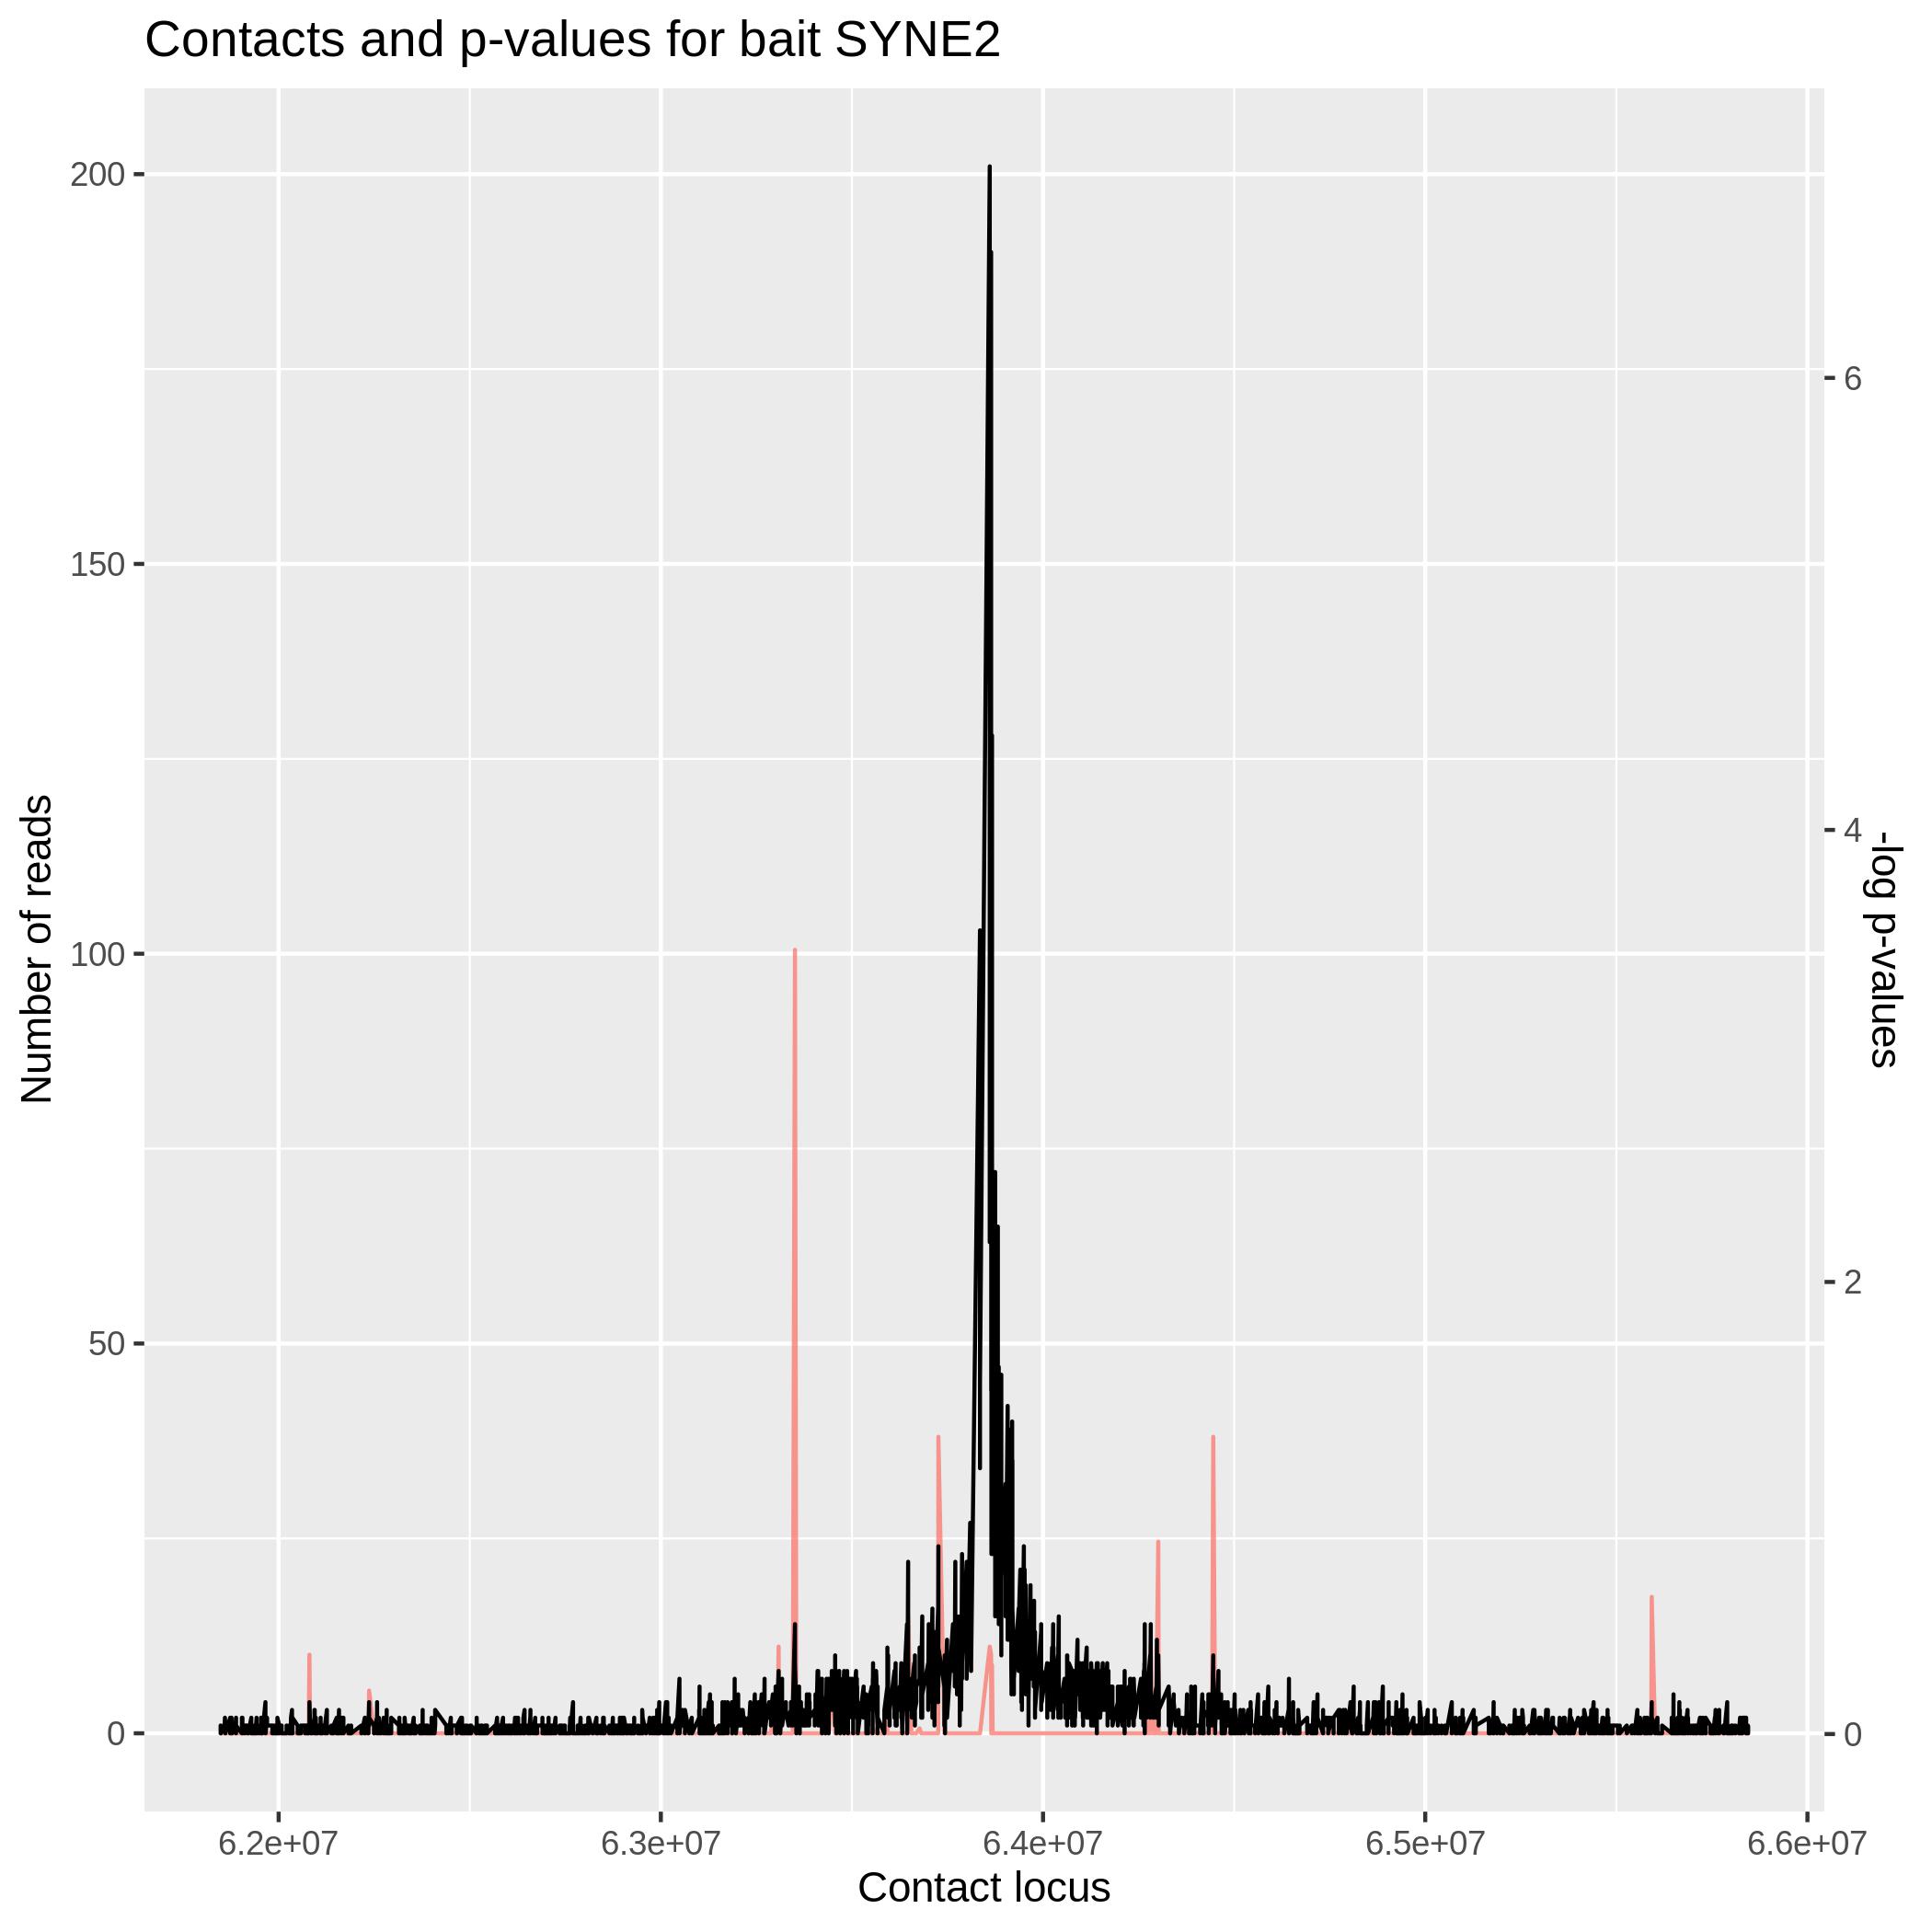 Contacts and p-values for bait SYNE2
Number of reads
200
150
100
50
0
6
4
2
0
-log p-values
6.2e+07
6.3e+07
6.4e+07
6.5e+07
6.6e+07
Contact locus